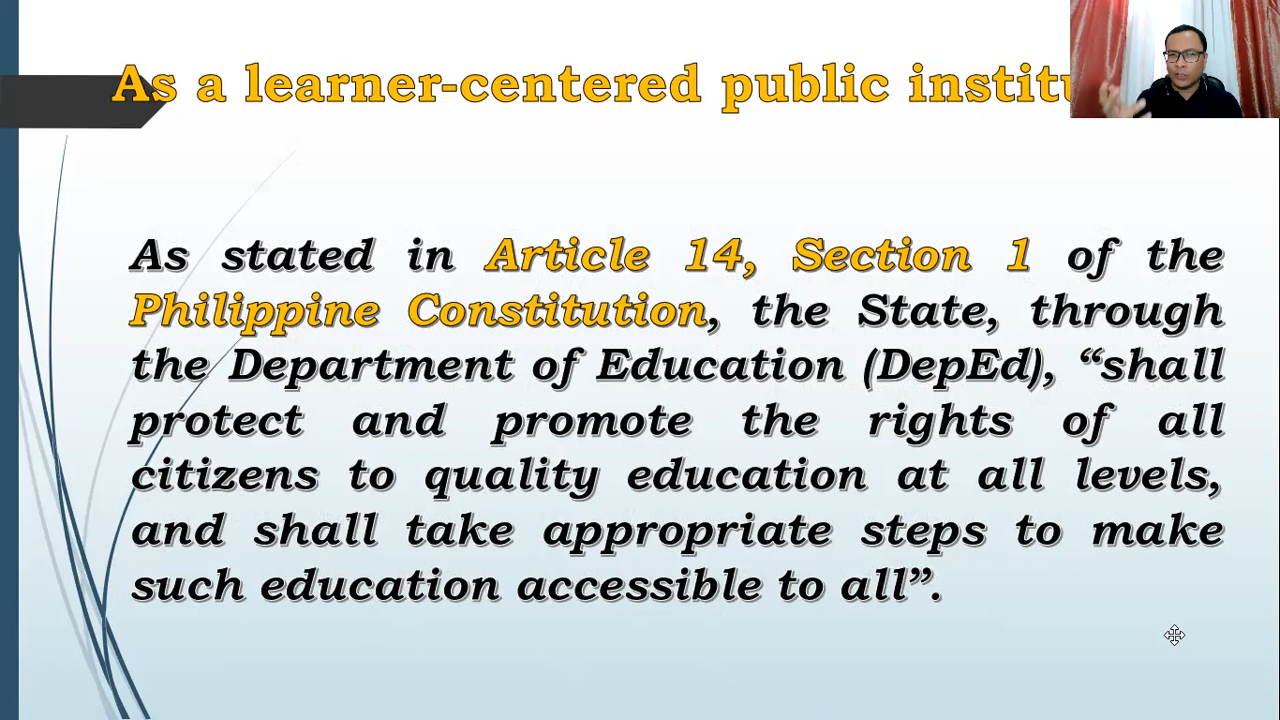 As a learner-centered public
As stated in Article 14, Section 1 of the
Philippine Constitution, the State, through
the Department of Education (DepEd), “shall
protect and promote the rights of all
citizens to quality education at all levels,
and shall take appropriate steps to make
such education accessible to all”.